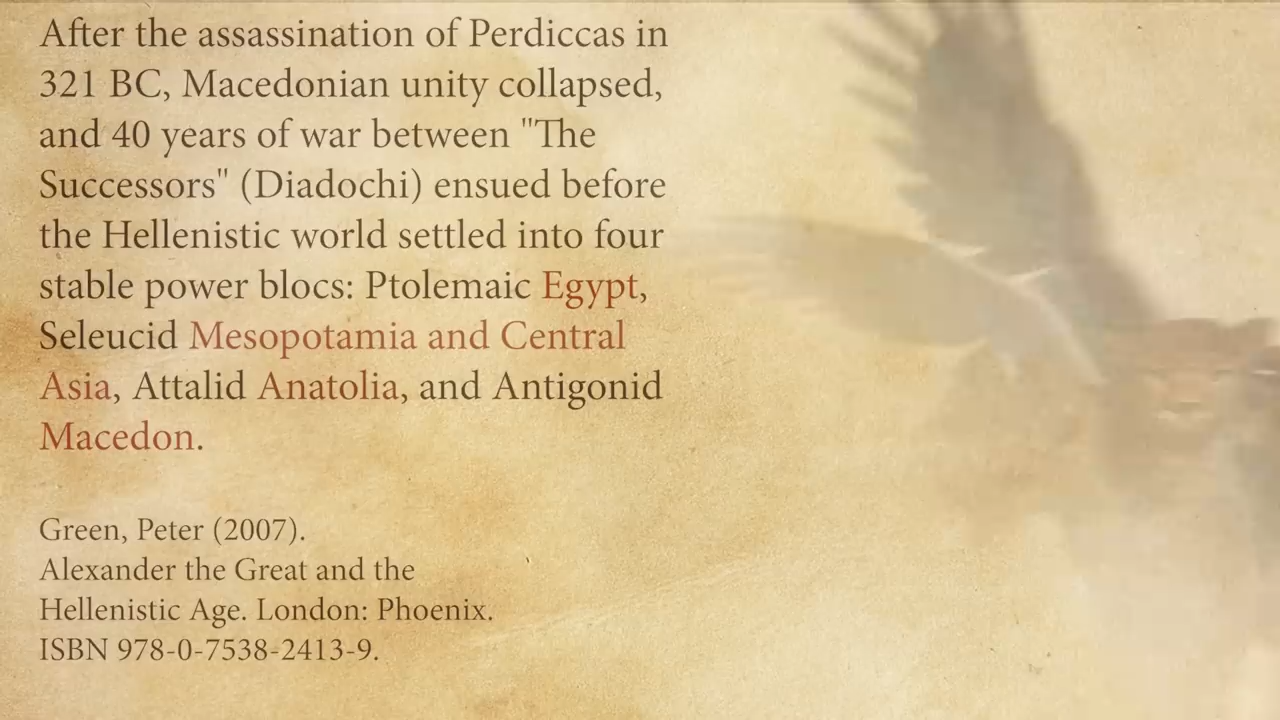 After the assassination of Perdiccas in
321 BC, Macedonian unity collapsed,
and 40 years of war between "The
Successors" (Diadochi) ensued before
the Hellenistic world settled into four
stable power blocs: Ptolemaic Egypt,
Seleucid Mesopotamia and Central
Asia, Attalid Anatolia, and Antigonid
Macedon.
Green, Peter (2007).
Alexander the Great and the
Hellenistic Age. London: Phoenix.
ISBN 978-0-7538-2413-9.